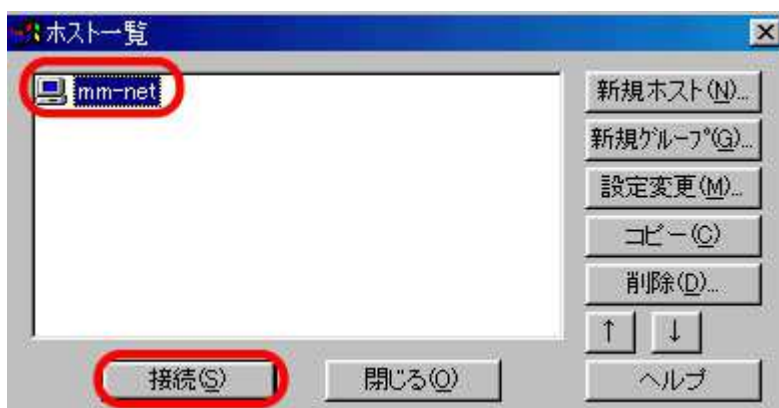 ホスト一覧
mm-net
新規ホスト(N)...
新規グループ(G)...
設定変更(M)...
コピー(C)
削除(D)...
↑ ↓
接続(S)
閉じる(O)
ヘルプ